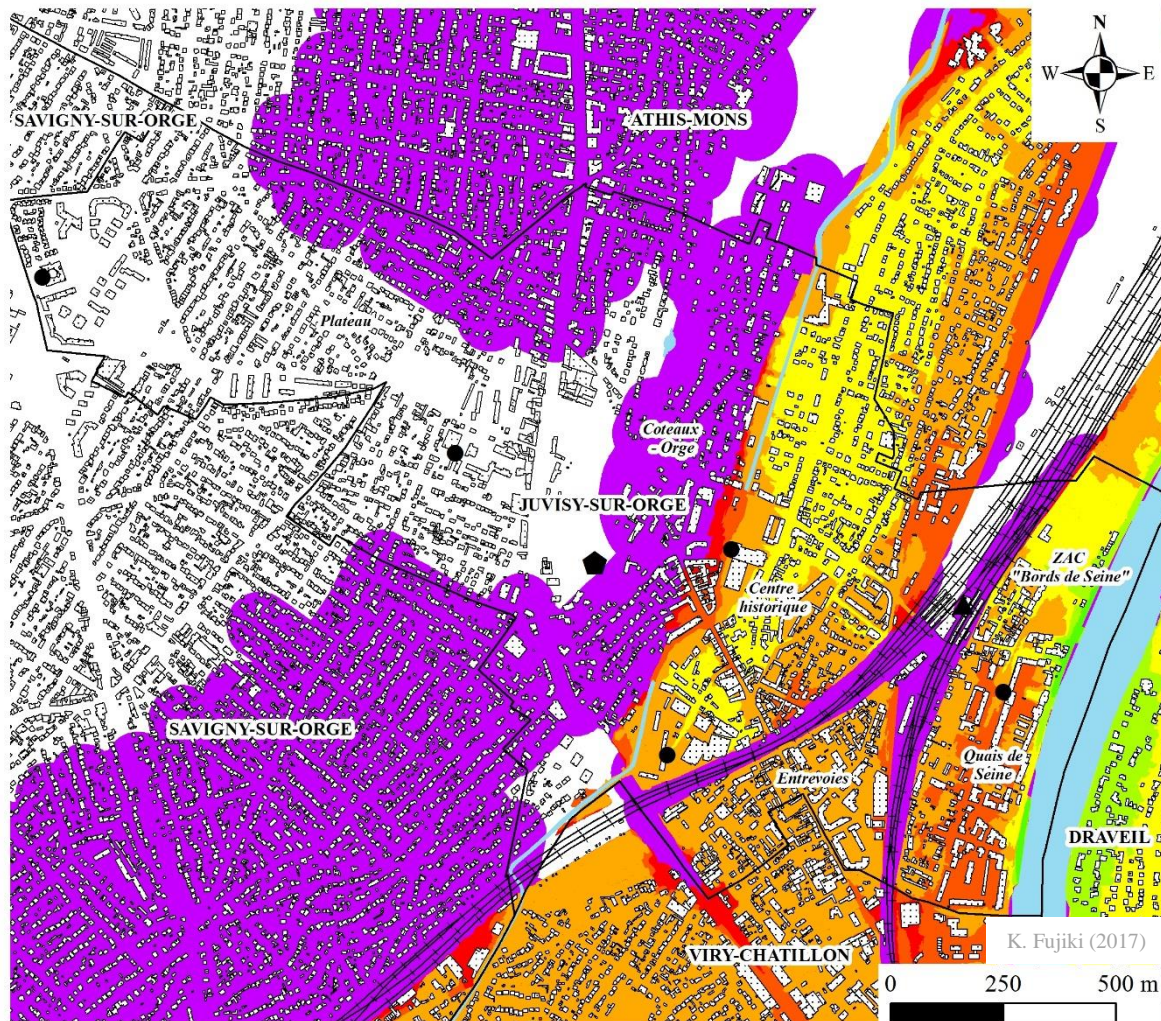 N
W E
S
SAVIGNY-SUR-ORGE
ATHIS-MONS
Plateau
Coteaux
- Orge
JUVISY-SUR-ORGE
ZAC
"Bords de Seine"
Centre
historique
SAVIGNY-SUR-ORGE
Quais de
Seine
Entrevoies
DRAVEIL
K. Fujiki (2017)
VIRY-CHATILLON
0 250 500 m